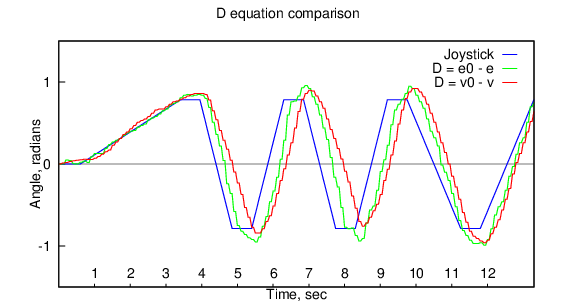 D equation comparison
Joystick
D = e0 - e
D = v0 - v
1
0
-1
Angle, radians
1 2 3 4 5 6 7 8 9 10 11 12
Time, sec